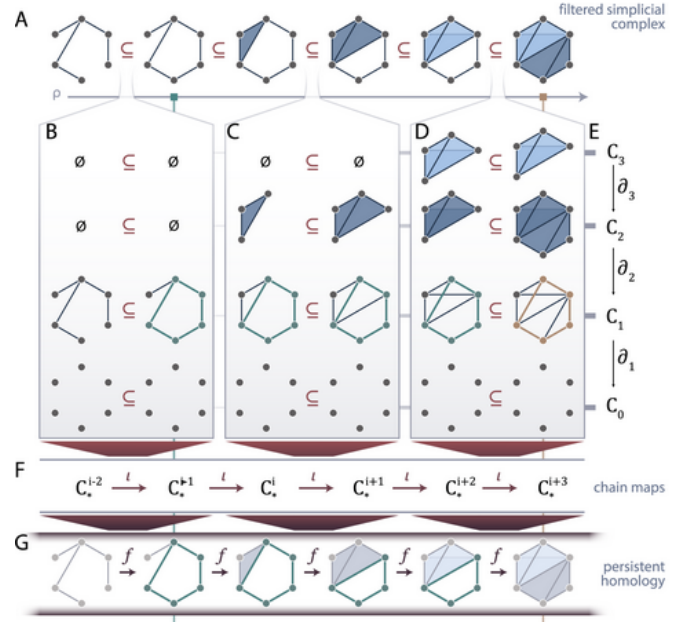 A
filtered simplicial
complex
⊆ ⊆ ⊆ ⊆ ⊆
ρ
B C D E
∅ ⊆ ∅ ∅ ⊆ ∅ ⊆ C₃
∂₃
∅ ⊆ ∅ ⊆ ⊆ C₂
∂₂
⊆ ⊆ ⊆ C₁
∂₁
⊆ ⊆ ⊆ C₀
F
C₊^{i-2} ι→ C₊^{i-1} ι→ C₊^{i} ι→ C₊^{i+1} ι→ C₊^{i+2} ι→ C₊^{i+3}
chain maps
G
f f f f f
persistent
homology